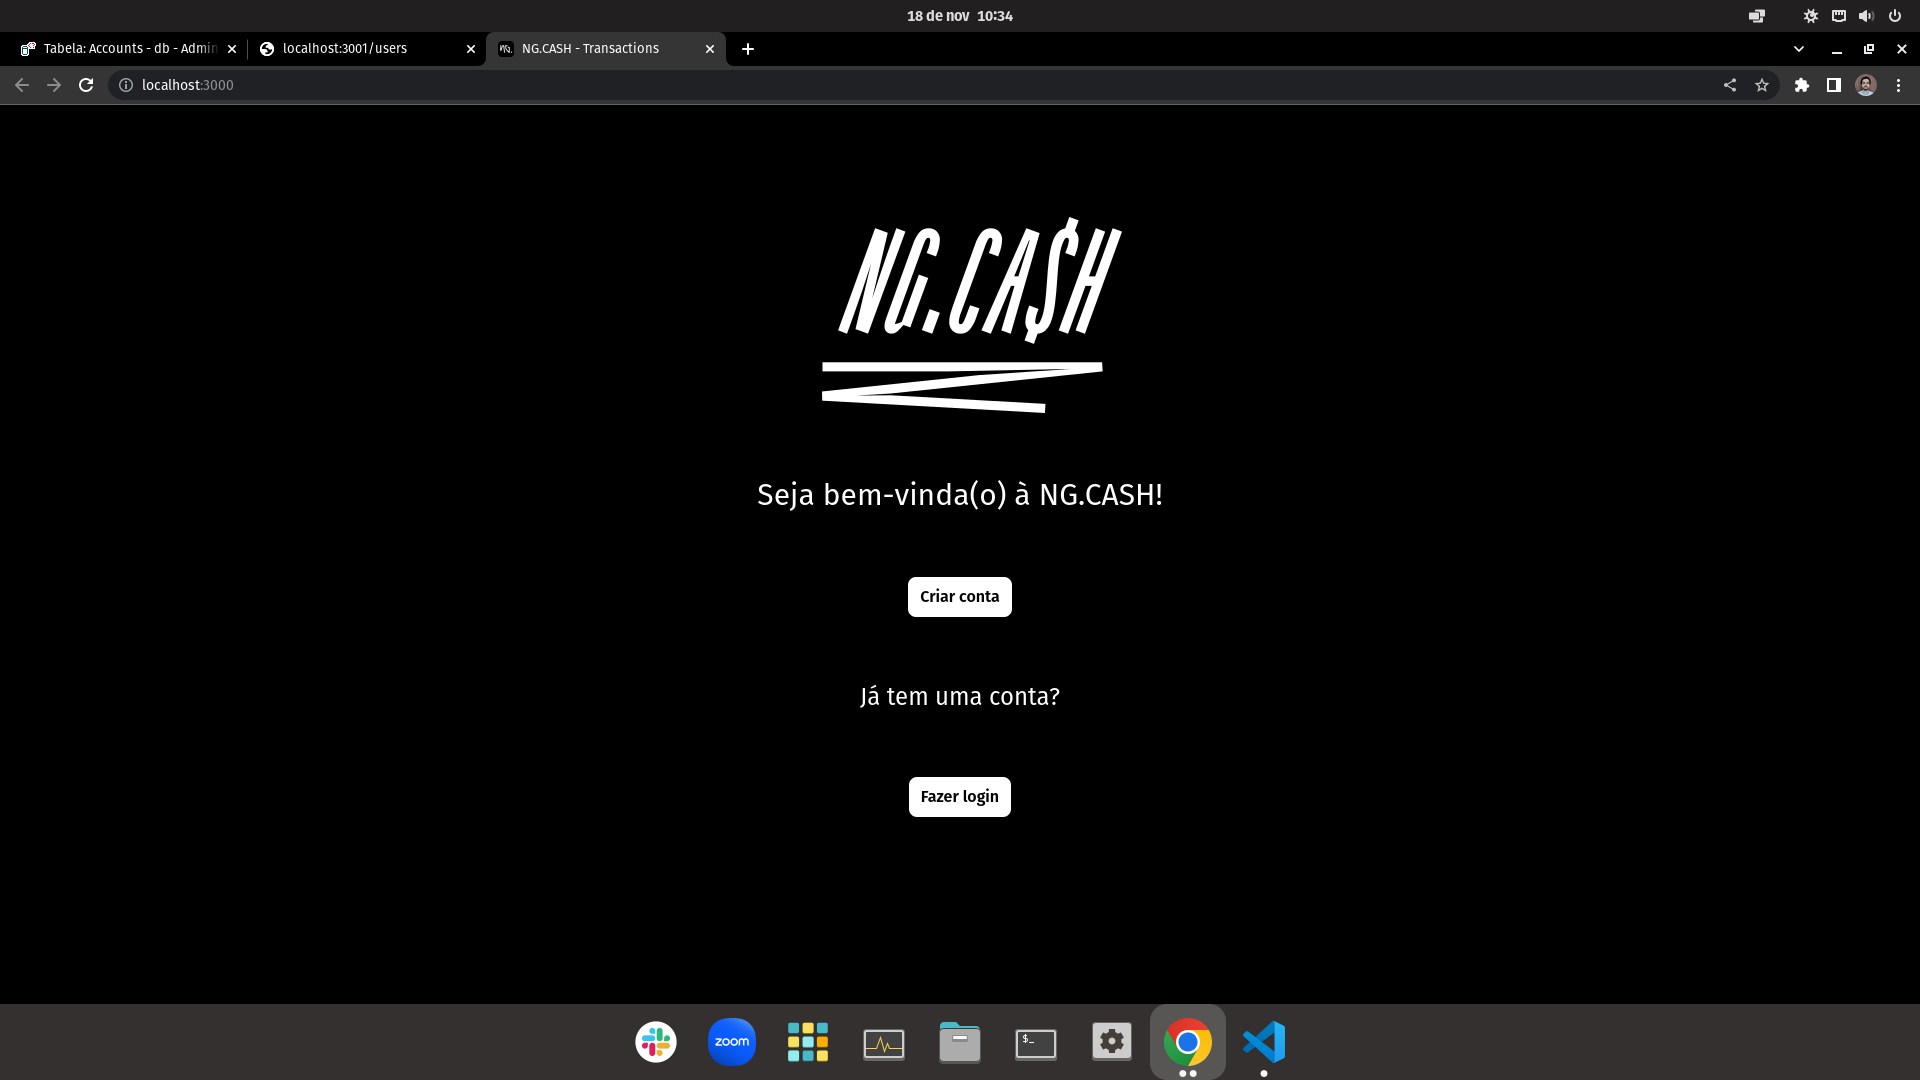 18 de nov 10:34
Tabela: Accounts - db - Admin
localhost:3001/users
NG.CASH - Transactions
localhost:3000
NG.CA$H
Seja bem-vinda(o) à NG.CASH!
Criar conta
Já tem uma conta?
Fazer login
zoom
$_